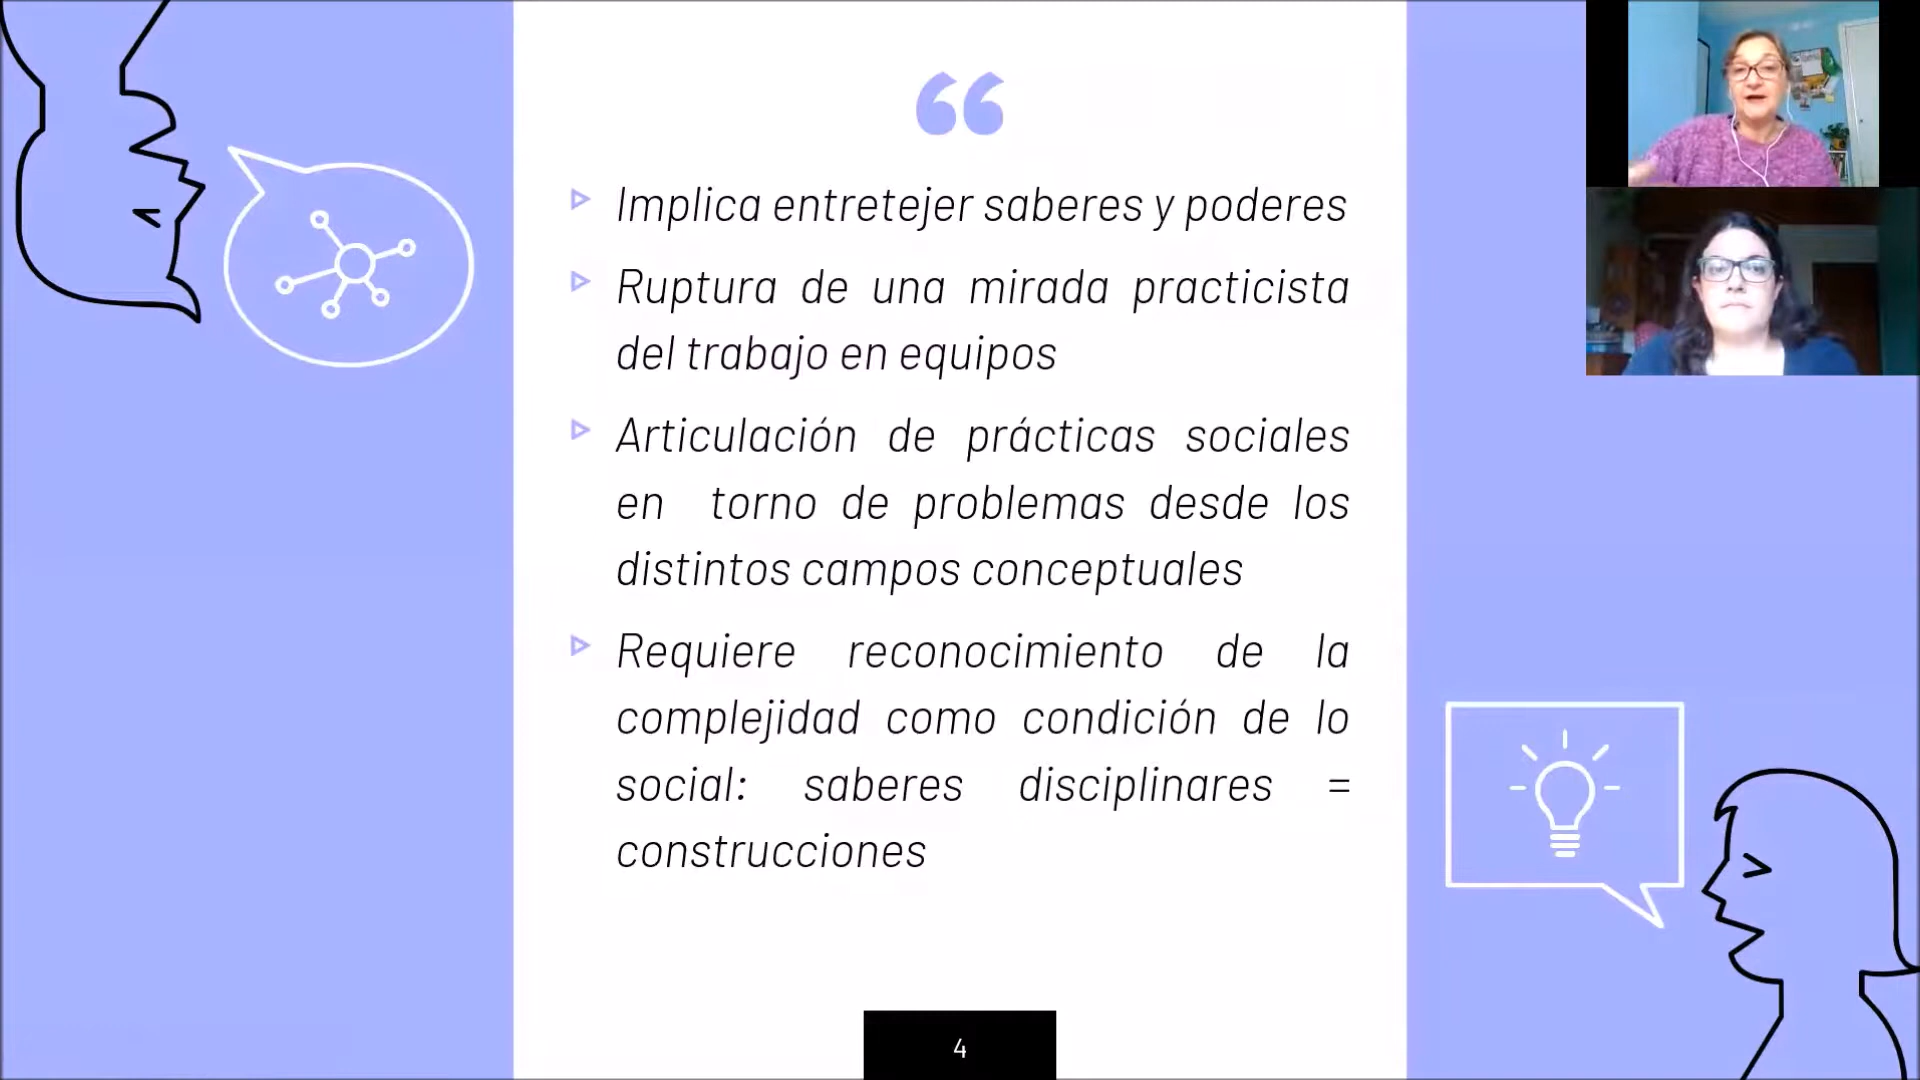 “
Implica entretejer saberes y poderes
Ruptura de una mirada practicista
del trabajo en equipos
Articulación de prácticas sociales
en torno de problemas desde los
distintos campos conceptuales
Requiere reconocimiento de la
complejidad como condición de lo
social: saberes disciplinares =
construcciones
4